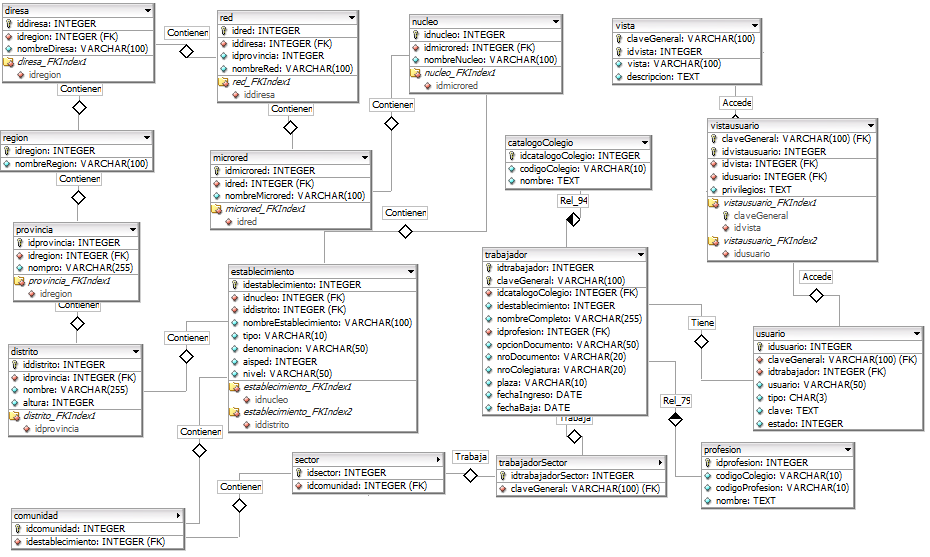 diresa
iddiresa: INTEGER
idregion: INTEGER (FK)
nombreDiresa: VARCHAR(100)
diresa_FKIndex1
idregion
Contienen
region
idregion: INTEGER
nombreRegion: VARCHAR(100)
Contienen
provincia
idprovincia: INTEGER
idregion: INTEGER (FK)
nompro: VARCHAR(255)
provincia_FKIndex1
idregion
Contienen
distrito
iddistrito: INTEGER
idprovincia: INTEGER (FK)
nombre: VARCHAR(255)
altura: INTEGER
distrito_FKIndex1
idprovincia
Contienen
red
idred: INTEGER
iddiresa: INTEGER (FK)
idprovincia: INTEGER
nombreRed: VARCHAR(100)
red_FKIndex1
iddiresa
Contienen
microred
idmicrored: INTEGER
idred: INTEGER (FK)
nombreMicrored: VARCHAR(100)
microred_FKIndex1
idred
Contienen
nucleo
idnucleo: INTEGER
idmicrored: INTEGER (FK)
nombreNucleo: VARCHAR(100)
nucleo_FKIndex1
idmicrored
Contienen
establecimiento
idestablecimiento: INTEGER
idnucleo: INTEGER (FK)
iddistrito: INTEGER (FK)
nombreEstablecimiento: VARCHAR(100)
tipo: VARCHAR(10)
denominacion: VARCHAR(50)
aisped: INTEGER
nivel: VARCHAR(50)
establecimiento_FKIndex1
idnucleo
establecimiento_FKIndex2
iddistrito
Contienen
Contienen
comunidad
idcomunidad: INTEGER
idestablecimiento: INTEGER (FK)
Contienen
sector
idsector: INTEGER
idcomunidad: INTEGER (FK)
Trabaja
trabajadorSector
idtrabajadorSector: INTEGER
claveGeneral: VARCHAR(100) (FK)
Trabaja
catalogoColegio
idcatalogoColegio: INTEGER
codigoColegio: VARCHAR(10)
nombre: TEXT
Rel_94
trabajador
idtrabajador: INTEGER
claveGeneral: VARCHAR(100)
idcatalogoColegio: INTEGER (FK)
idestablecimiento: INTEGER
nombreCompleto: VARCHAR(255)
idprofesion: INTEGER (FK)
opcionDocumento: VARCHAR(50)
nroDocumento: VARCHAR(20)
nroColegiatura: VARCHAR(20)
plaza: VARCHAR(10)
fechaIngreso: DATE
fechaBaja: DATE
Tiene
Rel_79
vista
claveGeneral: VARCHAR(100)
idvista: INTEGER
vista: VARCHAR(100)
descripcion: TEXT
Accede
vistausuario
claveGeneral: VARCHAR(100) (FK)
idvistausuario: INTEGER
idvista: INTEGER (FK)
idusuario: INTEGER (FK)
privilegios: TEXT
vistausuario_FKIndex1
claveGeneral
idvista
vistausuario_FKIndex2
idusuario
Accede
usuario
idusuario: INTEGER
claveGeneral: VARCHAR(100) (FK)
idtrabajador: INTEGER (FK)
usuario: VARCHAR(50)
tipo: CHAR(3)
clave: TEXT
estado: INTEGER
profesion
idprofesion: INTEGER
codigoColegio: VARCHAR(10)
codigoProfesion: VARCHAR(10)
nombre: TEXT